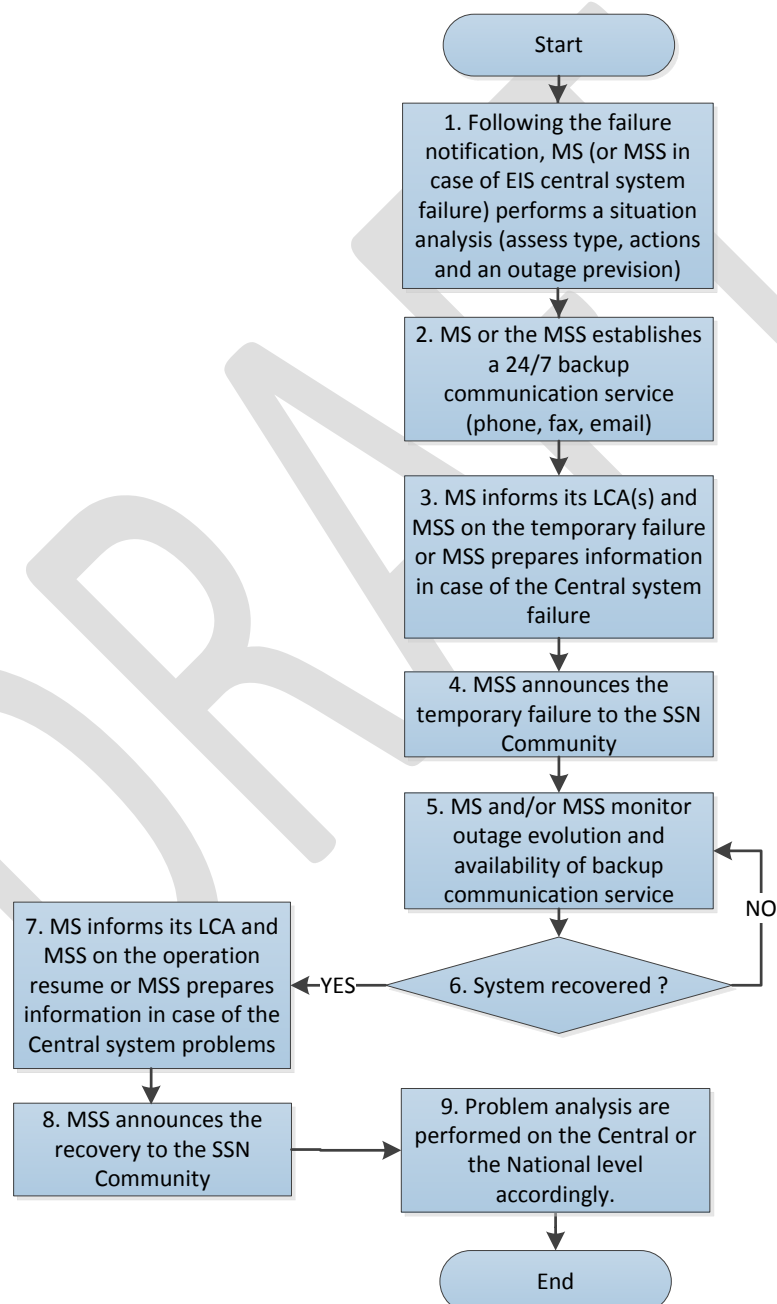 Start
1. Following the failure
notification, MS (or MSS in
case of EIS central system
failure) performs a situation
analysis (assess type, actions
and an outage prevision)
2. MS or the MSS establishes
a 24/7 backup
communication service
(phone, fax, email)
3. MS informs its LCA(s) and
MSS on the temporary failure
or MSS prepares information
in case of the Central system
failure
4. MSS announces the
temporary failure to the SSN
Community
5. MS and/or MSS monitor
outage evolution and
availability of backup
communication service
NO
6. System recovered ?
YES
7. MS informs its LCA and
MSS on the operation
resume or MSS prepares
information in case of the
Central system problems
8. MSS announces the
recovery to the SSN
Community
9. Problem analysis are
performed on the Central or
the National level
accordingly.
End
DRAFT